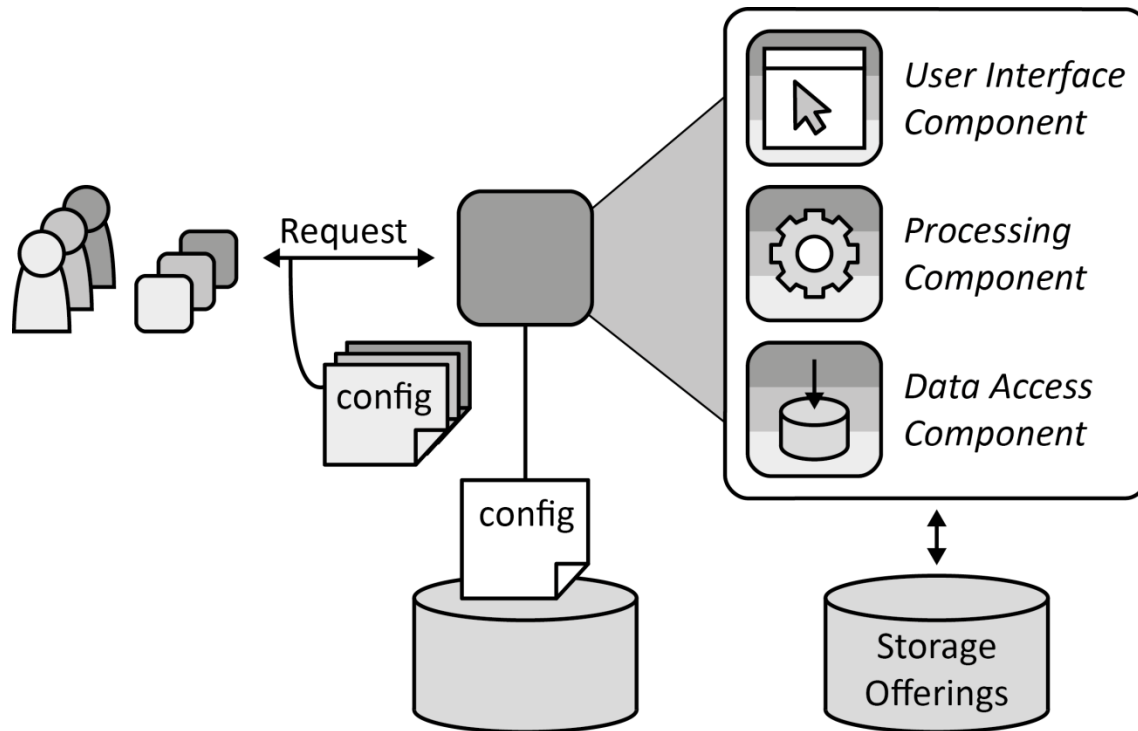 Request
config
config
User Interface
Component
Processing
Component
Data Access
Component
Storage
Offerings